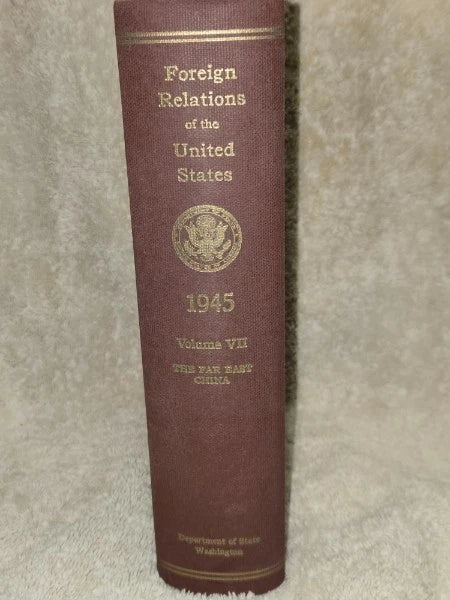 Foreign
Relations
of the
United
States
1945
Volume VII
THE FAR EAST
CHINA
Department of State
Washington